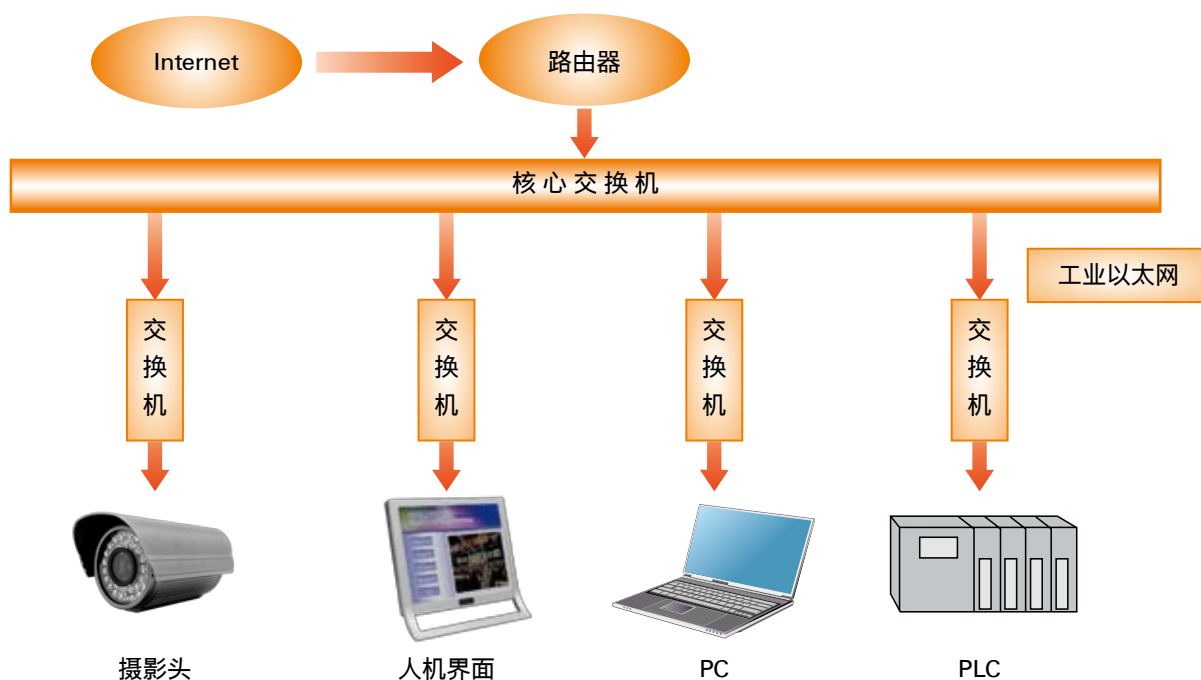 Internet
路由器
核心交换机
工业以太网
交换机
交换机
交换机
交换机
摄影头
人机界面
PC
PLC